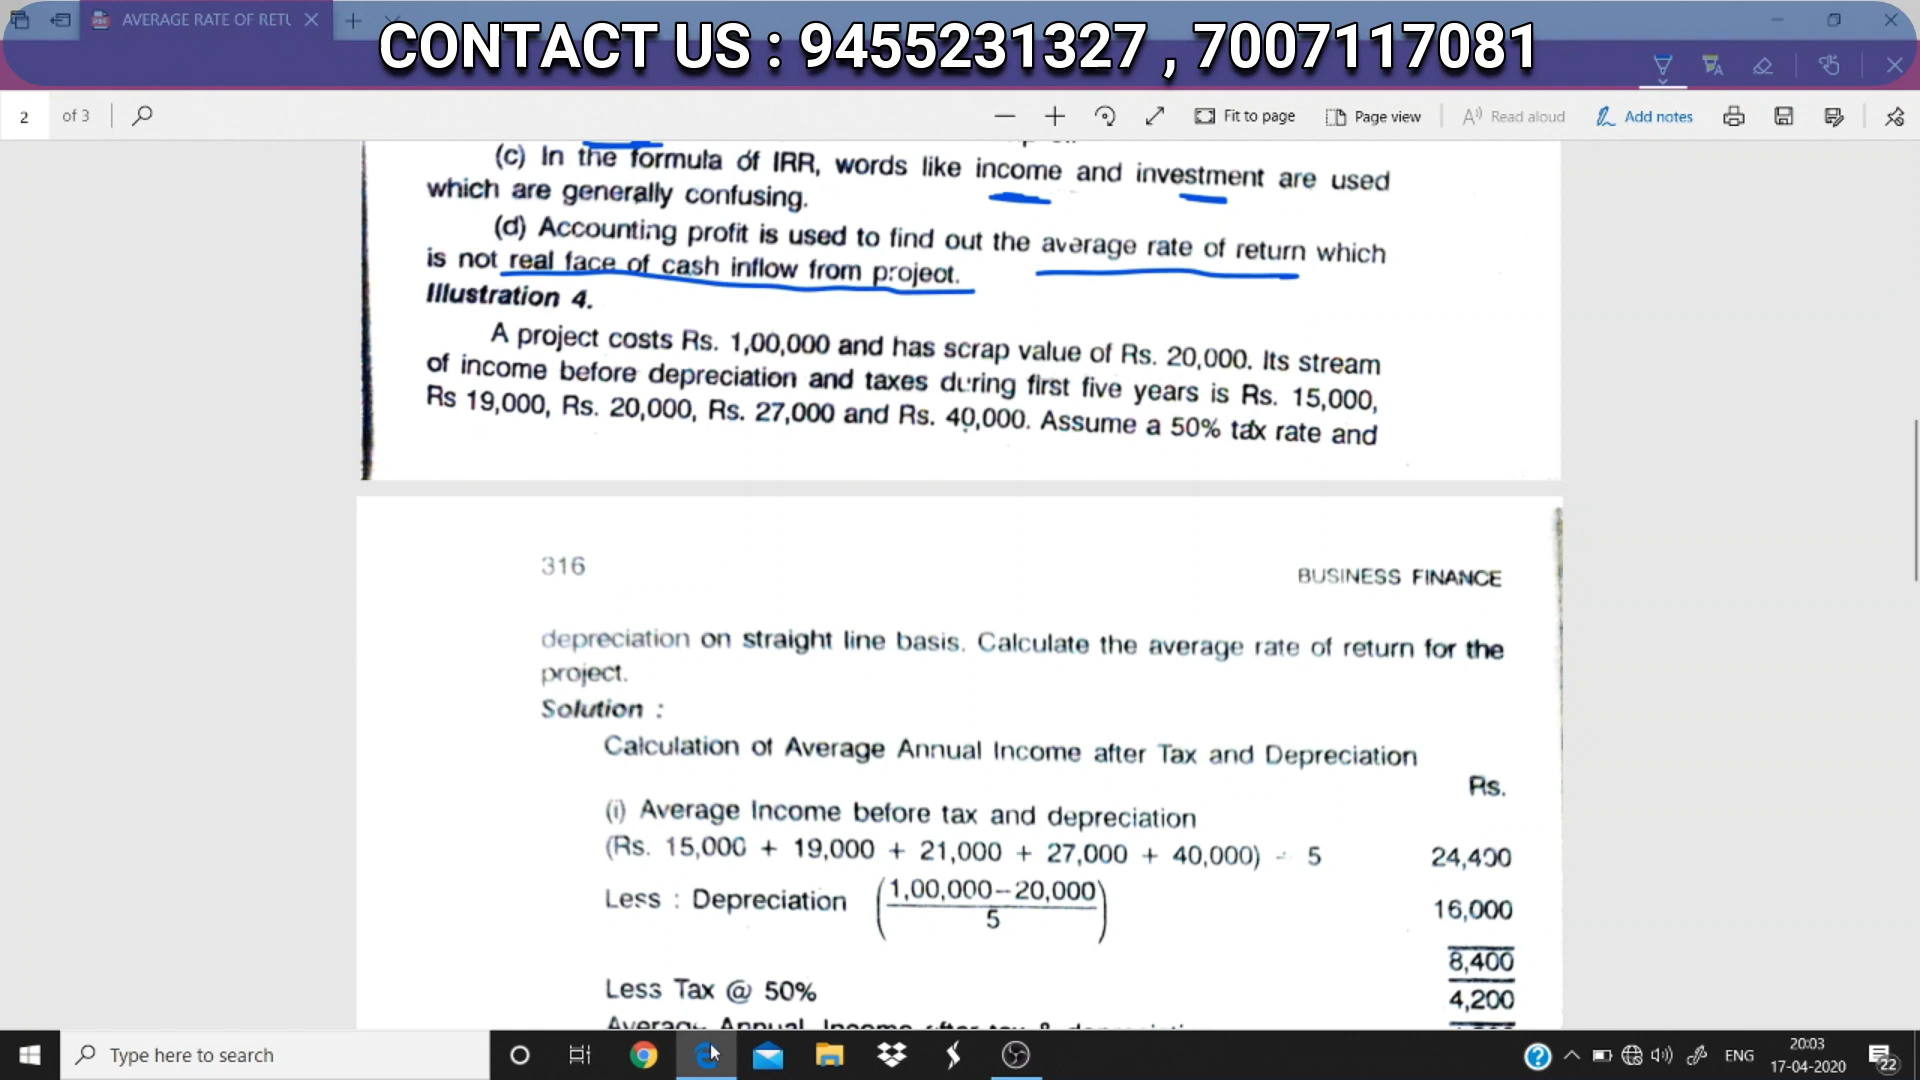 AVERAGE RATE OF RETU
CONTACT US : 9455231327 , 7007117081
2 of 3 Fit to page Page view Read aloud Add notes
(c) In the formula of IRR, words like income and investment are used
which are generally confusing.
(d) Accounting profit is used to find out the average rate of return which
is not real face of cash inflow from project.
Illustration 4.
A project costs Rs. 1,00,000 and has scrap value of Rs. 20,000. Its stream
of income before depreciation and taxes during first five years is Rs. 15,000,
Rs 19,000, Rs. 20,000, Rs. 27,000 and Rs. 40,000. Assume a 50% tax rate and
316 BUSINESS FINANCE
depreciation on straight line basis. Calculate the average rate of return for the
project.
Solution :
Calculation of Average Annual Income after Tax and Depreciation
Rs.
(i) Average Income before tax and depreciation
(Rs. 15,000 + 19,000 + 21,000 + 27,000 + 40,000) ÷ 5 24,400
Less : Depreciation (1,00,000–20,000 / 5) 16,000
8,400
Less Tax @ 50% 4,200
Average Annual Income after tax &
Type here to search ENG 20:03
17-04-2020 22